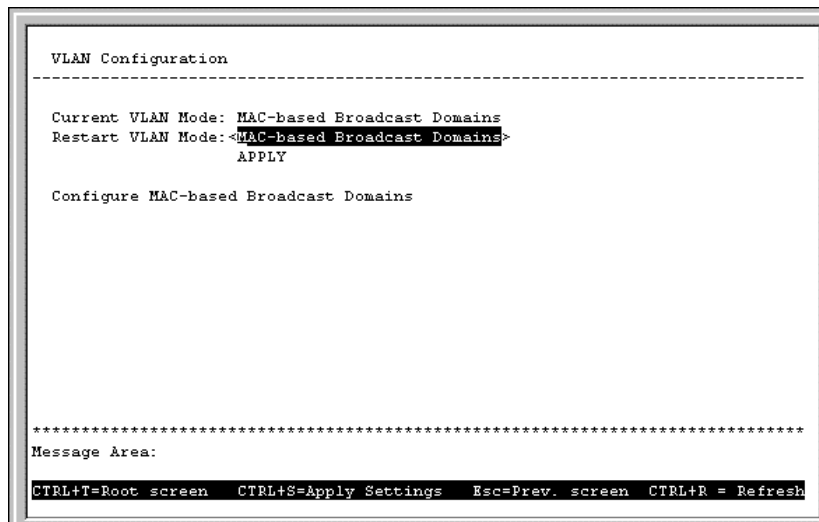 VLAN Configuration
--------------------------------------------------------------------------------
Current VLAN Mode: MAC-based Broadcast Domains
Restart VLAN Mode:<MAC-based Broadcast Domains>
APPLY
Configure MAC-based Broadcast Domains
********************************************************************************
Message Area:
CTRL+T=Root screen   CTRL+S=Apply Settings   Esc=Prev. screen  CTRL+R = Refresh